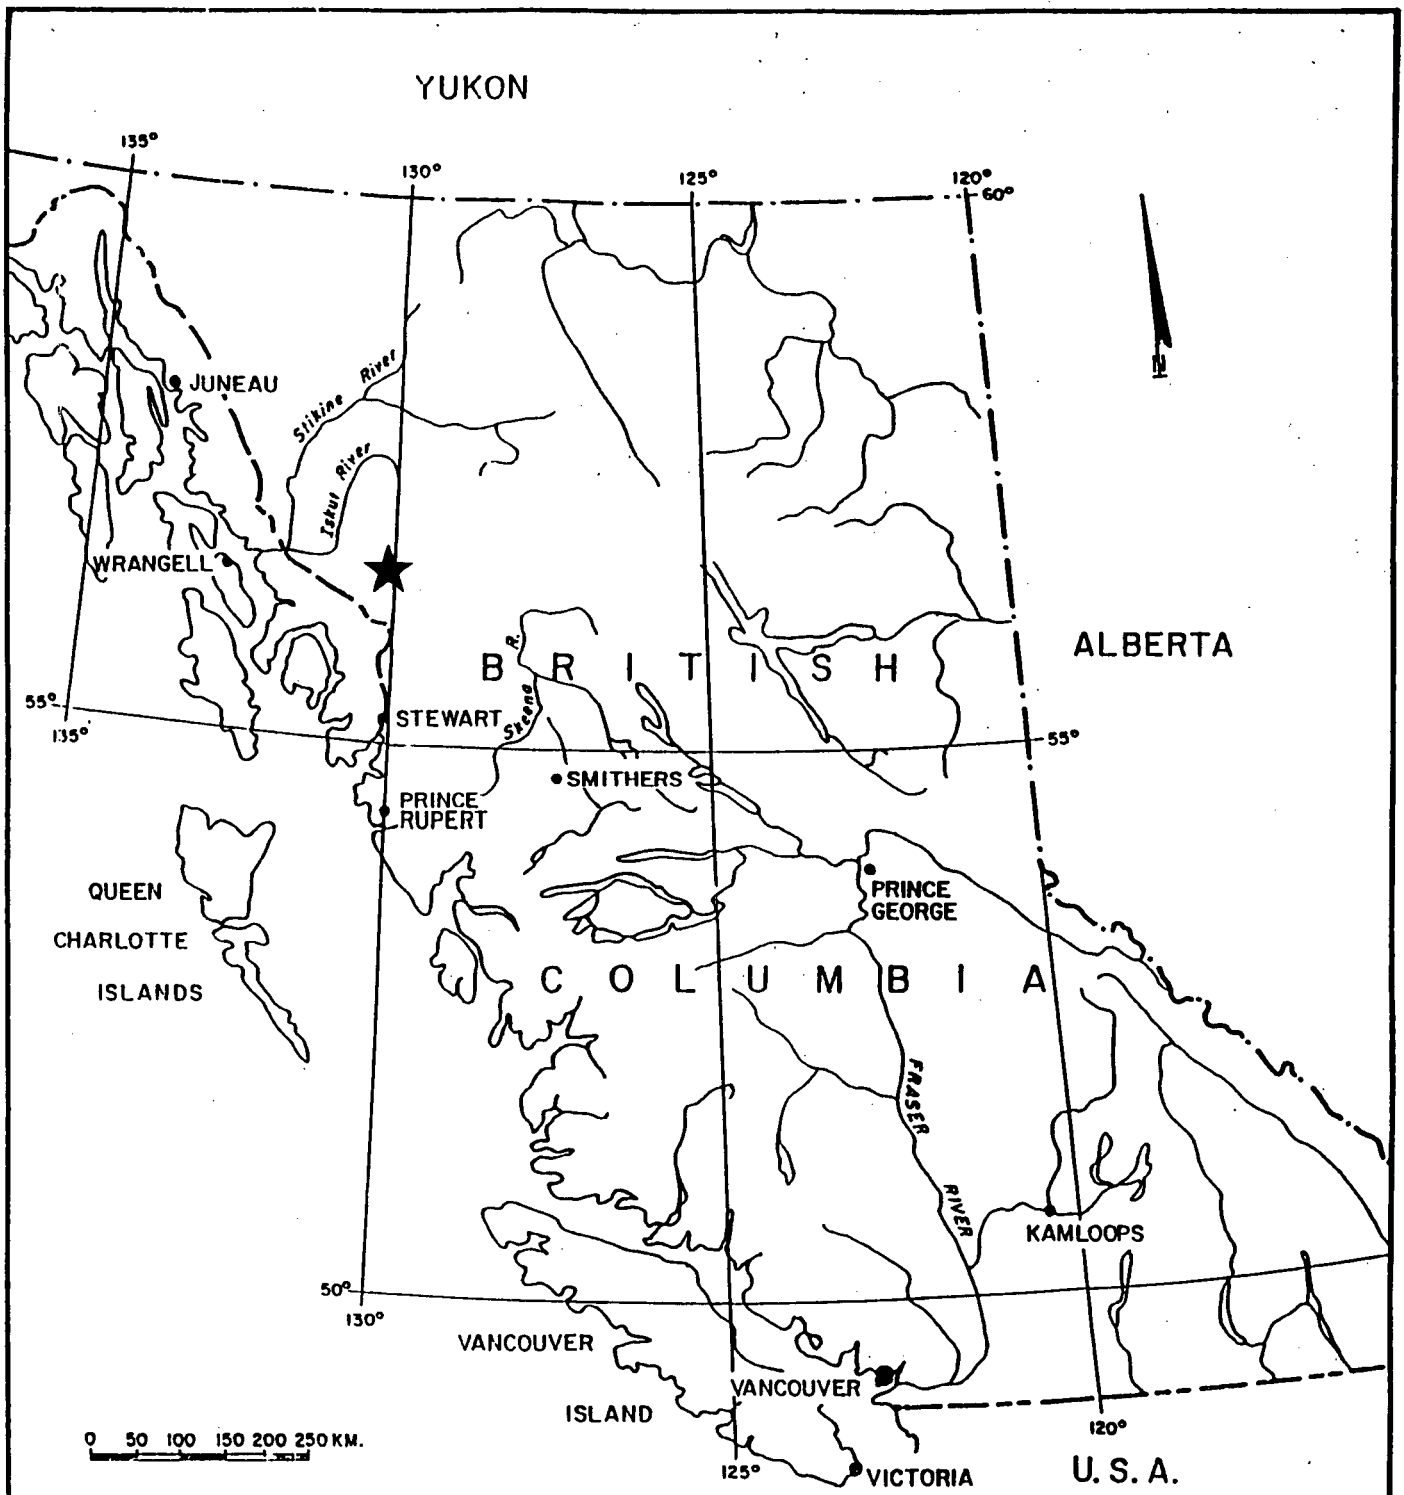 YUKON
135°
130°
125°
120°
60°
N
JUNEAU
Stikine River
Iskut River
WRANGELL
ALBERTA
BRITISH
Skeena R.
55°
135°
STEWART
55°
SMITHERS
PRINCE
RUPERT
PRINCE
GEORGE
QUEEN
CHARLOTTE
ISLANDS
COLUMBIA
FRASER RIVER
KAMLOOPS
50°
130°
VANCOUVER
ISLAND
VANCOUVER
120°
0 50 100 150 200 250 KM.
125°
VICTORIA
U.S.A.